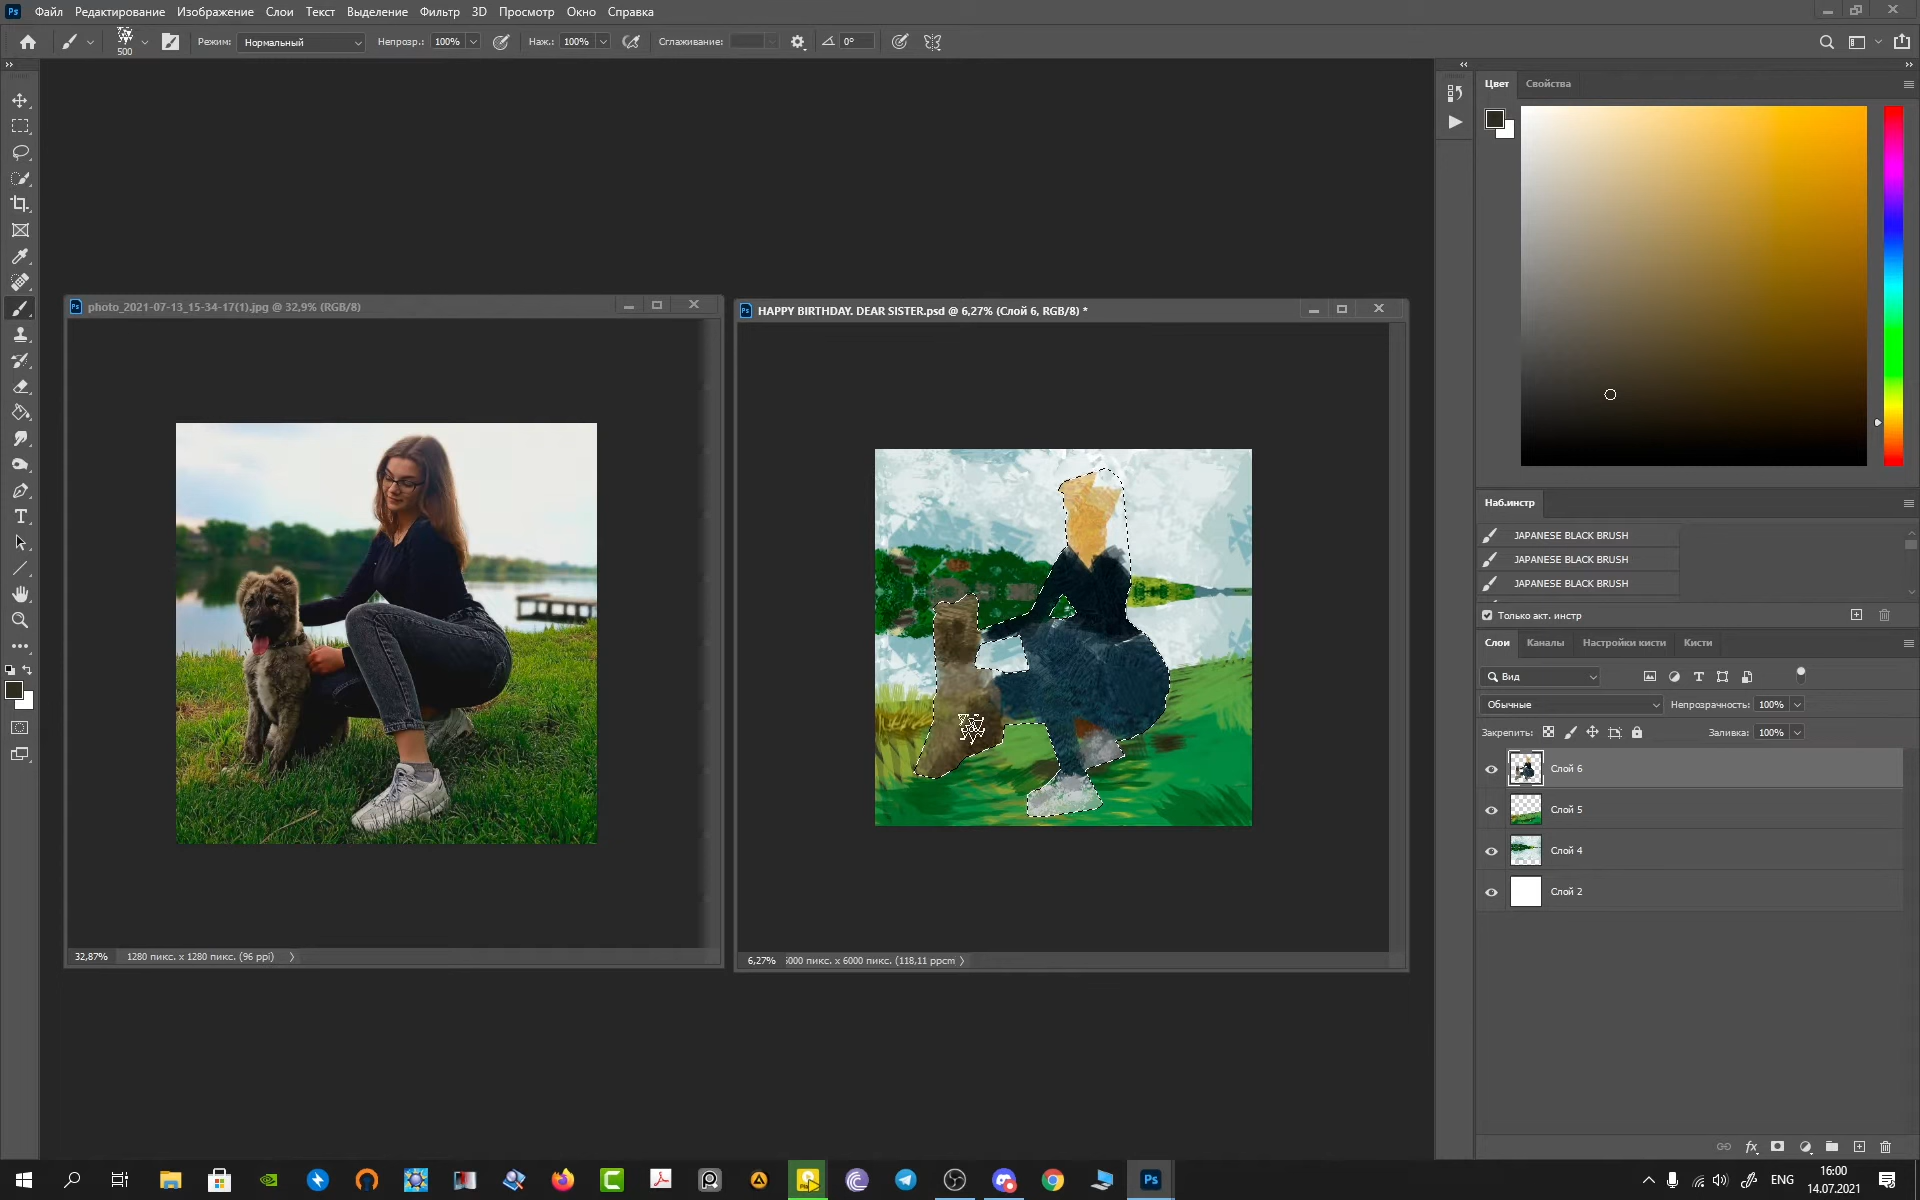 Ps Файл Редактирование Изображение Слои Текст Выделение Фильтр 3D Просмотр Окно Справка
500 Режим: Нормальный Непрозр.: 100% Наж.: 100% Сглаживание: 0°
Цвет Свойства
photo_2021-07-13_15-34-17(1).jpg @ 32,9% (RGB/8)
HAPPY BIRTHDAY. DEAR SISTER.psd @ 6,27% (Слой 6, RGB/8) *
Наб.инстр
JAPANESE BLACK BRUSH
JAPANESE BLACK BRUSH
JAPANESE BLACK BRUSH
Только акт. инстр
Слои Каналы Настройки кисти Кисти
Вид
Обычные Непрозрачность: 100%
Закрепить: Заливка: 100%
Слой 6
Слой 5
Слой 4
Слой 2
32,87% 1280 пикс. x 1280 пикс. (96 ppi)
6,27% 6000 пикс. x 6000 пикс. (118,11 ppcm
Ps ENG 16:00
14.07.2021